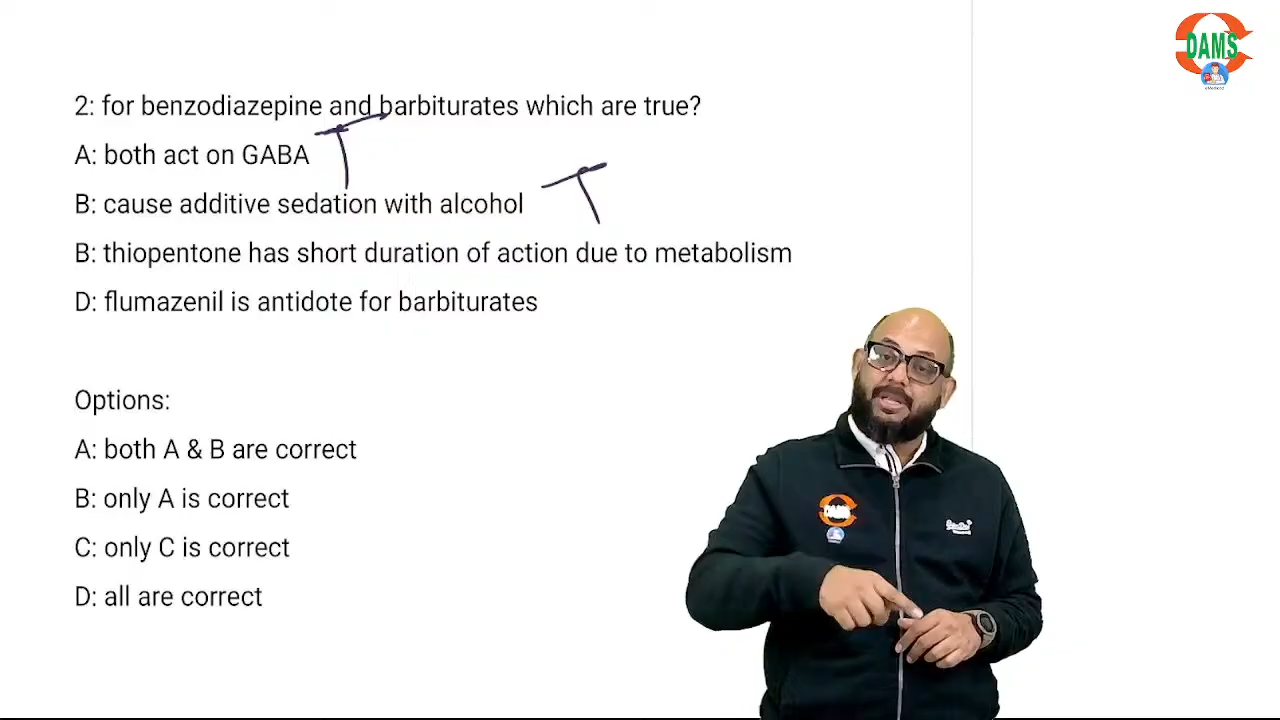 DAMS
2: for benzodiazepine and barbiturates which are true?
A: both act on GABA T
B: cause additive sedation with alcohol T
B: thiopentone has short duration of action due to metabolism
D: flumazenil is antidote for barbiturates
Options:
A: both A & B are correct
B: only A is correct
C: only C is correct
D: all are correct
DAMS